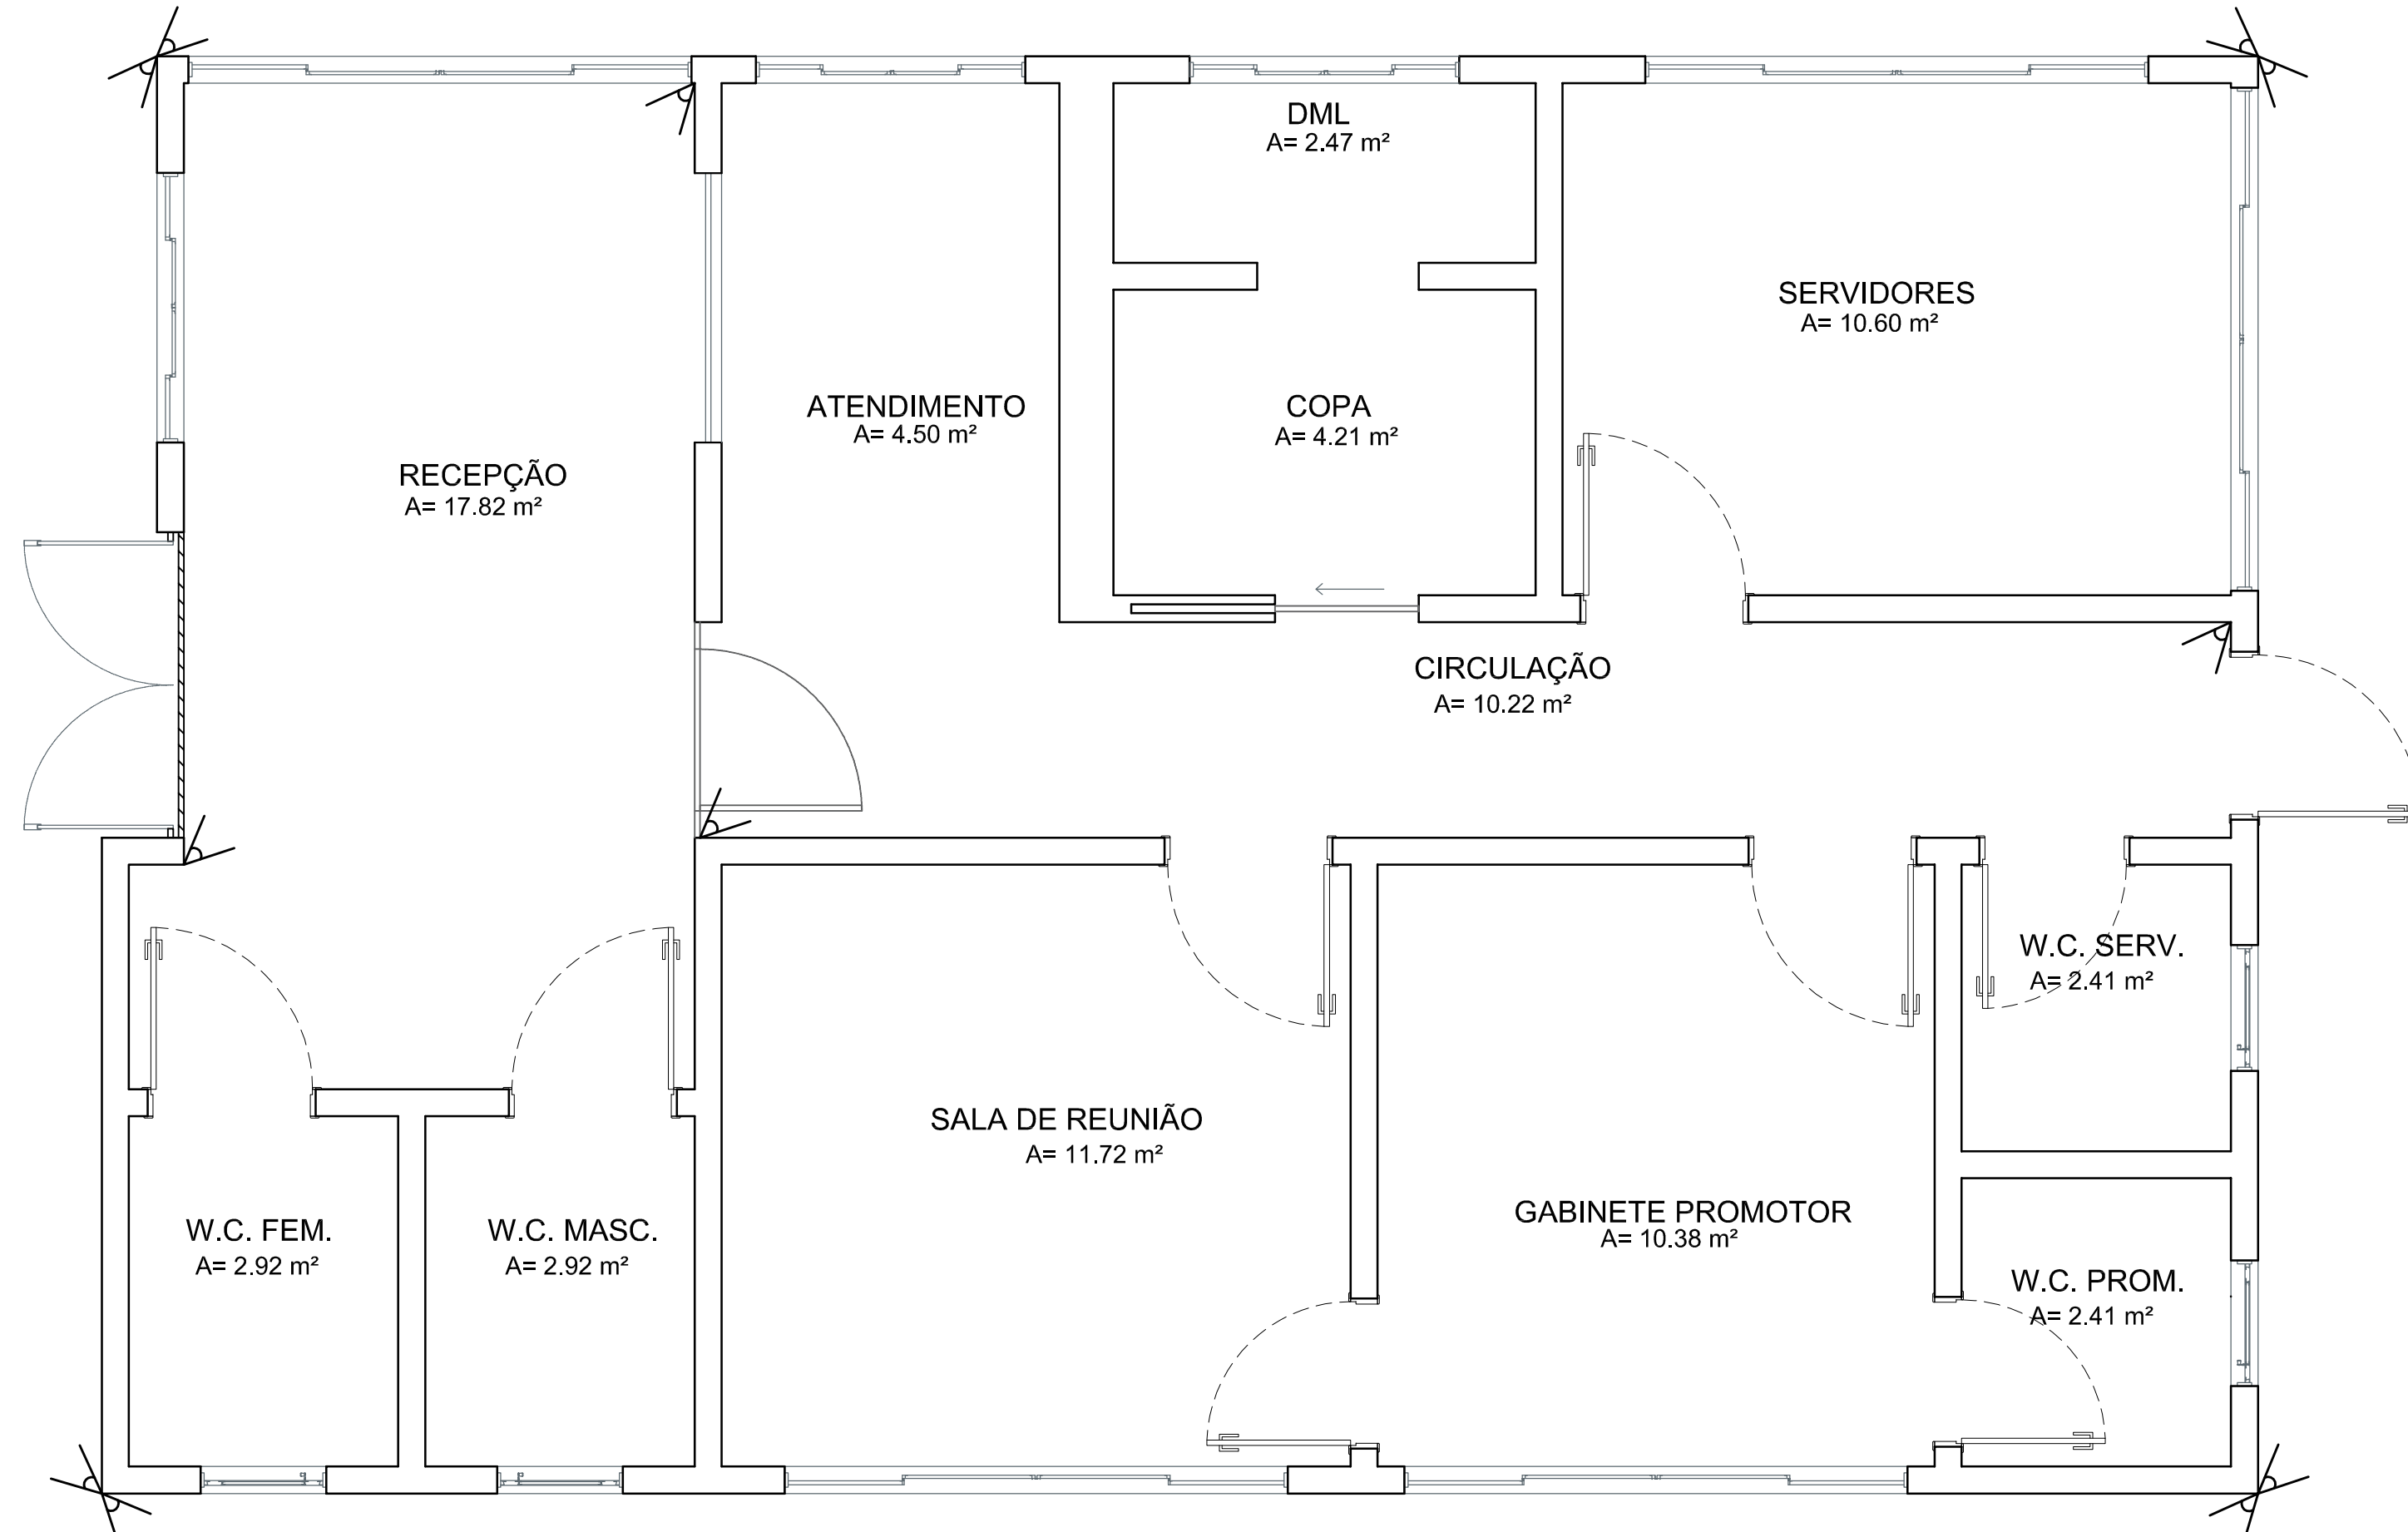 DML
A= 2.47 m²
SERVIDORES
A= 10.60 m²
ATENDIMENTO
A= 4.50 m²
COPA
A= 4.21 m²
RECEPÇÃO
A= 17.82 m²
CIRCULAÇÃO
A= 10.22 m²
W.C. SERV.
A= 2.41 m²
SALA DE REUNIÃO
A= 11.72 m²
GABINETE PROMOTOR
A= 10.38 m²
W.C. FEM.
A= 2.92 m²
W.C. MASC.
A= 2.92 m²
W.C. PROM.
A= 2.41 m²